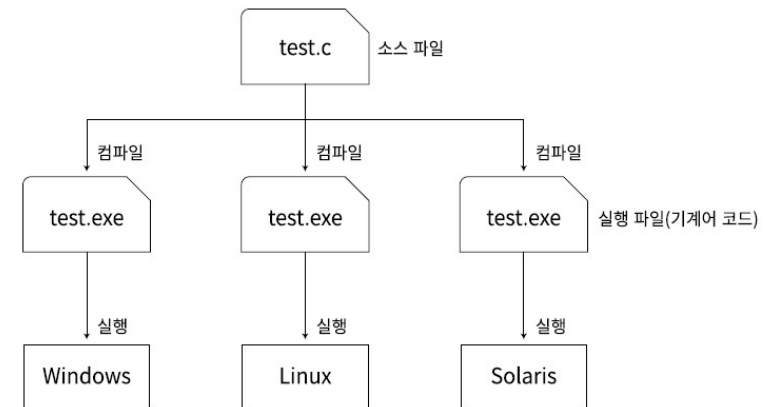 test.c
소스 파일
컴파일
컴파일
컴파일
test.exe
test.exe
test.exe
실행 파일(기계어 코드)
실행
실행
실행
Windows
Linux
Solaris